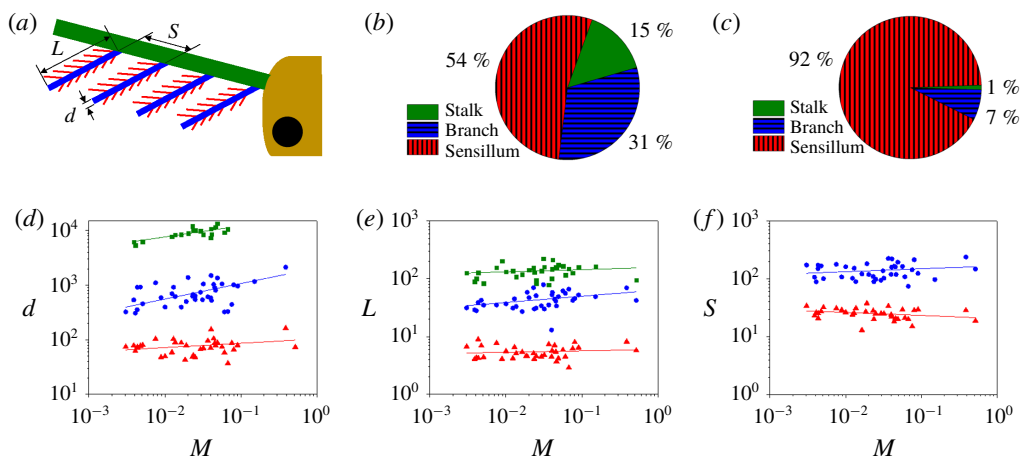 (a)
L
S
d
(b)
15 %
54 %
31 %
Stalk
Branch
Sensillum
(c)
92 %
1 %
7 %
Stalk
Branch
Sensillum
(d)
10^4
10^3
10^2
10^1
d
10^-3 10^-2 10^-1 10^0
M
(e)
10^3
10^2
10^1
10^0
L
10^-3 10^-2 10^-1 10^0
M
(f)
10^3
10^2
10^1
10^0
S
10^-3 10^-2 10^-1 10^0
M